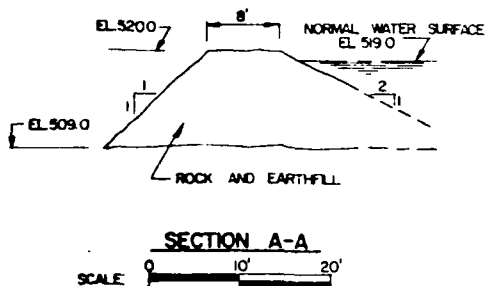 8'
EL.520.0
NORMAL WATER SURFACE
EL 519.0
1
1
2
1
EL.509.0
ROCK AND EARTHFILL
SECTION A-A
SCALE 0 10' 20'